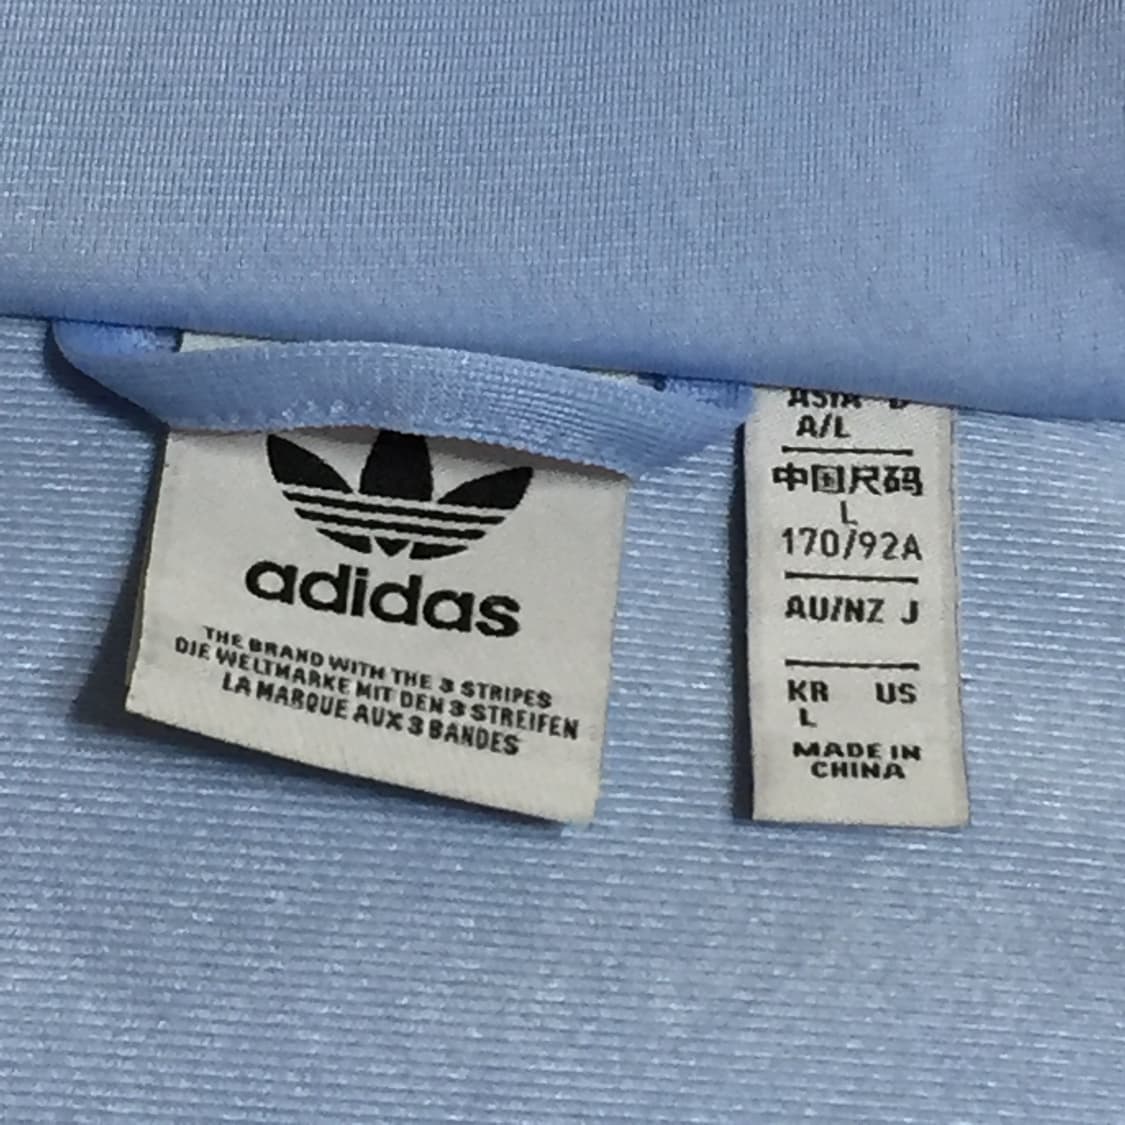 adidas
THE BRAND WITH THE 3 STRIPES
DIE WELTMARKE MIT DEN 3 STREIFEN
LA MARQUE AUX 3 BANDES
ASIA
A/L
中国尺码
L
170/92A
AU/NZ J
KR US
L
MADE IN
CHINA